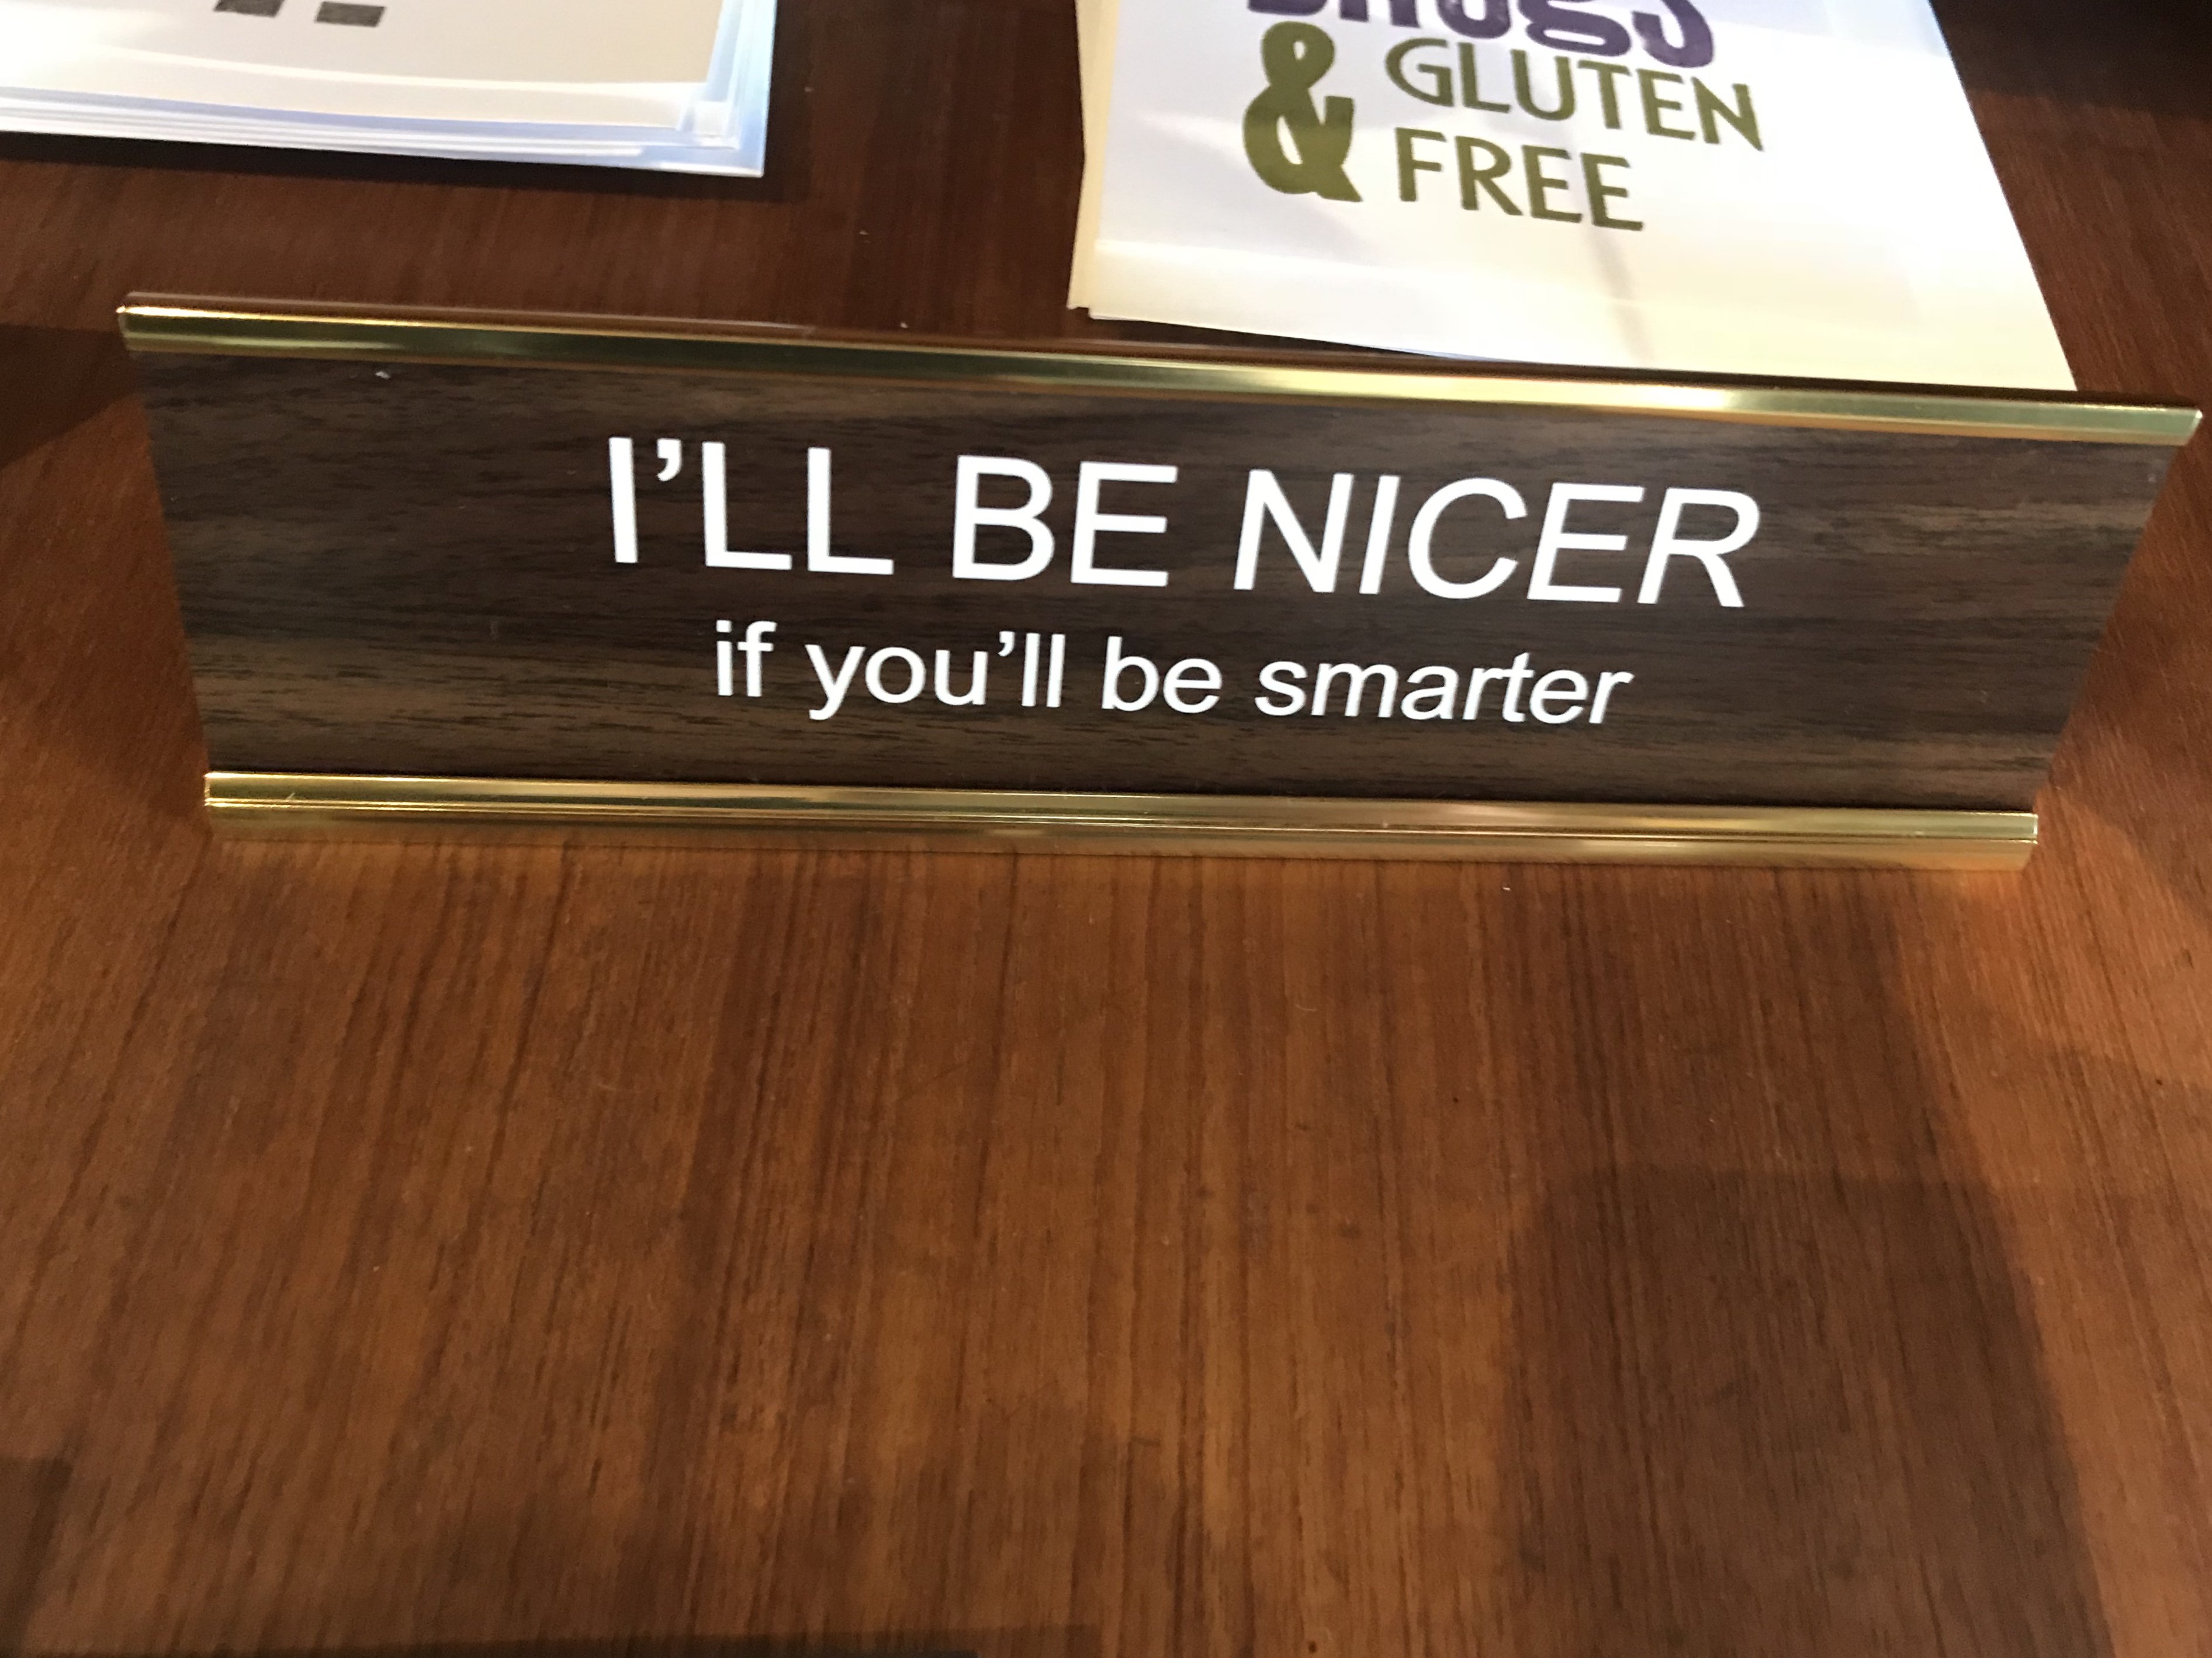 & GLUTEN
FREE
I'LL BE NICER
if you'll be smarter